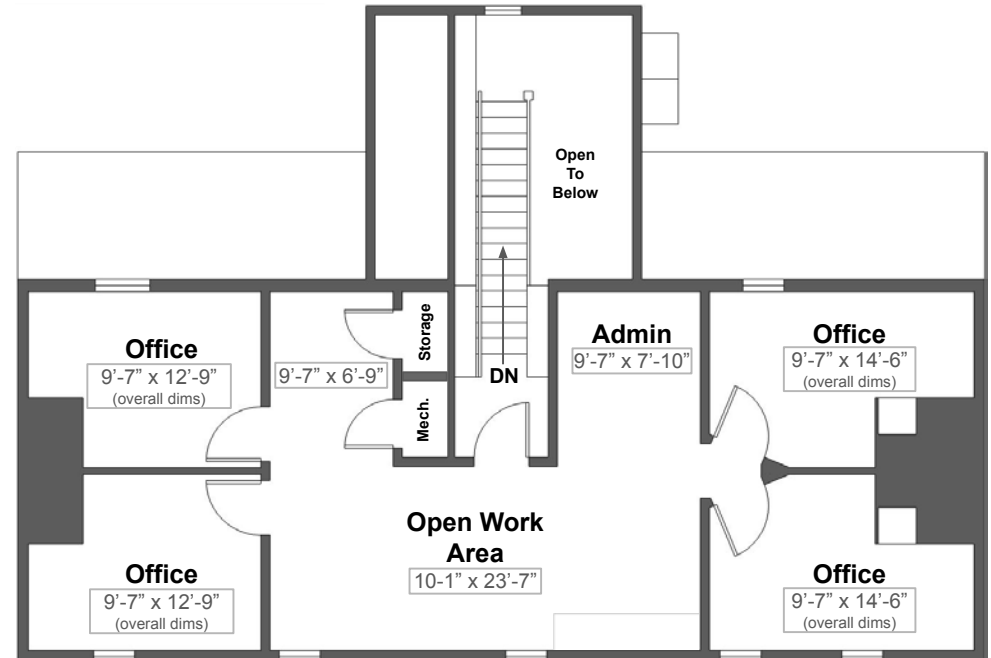 Open
To
Below
Office
9’-7” x 12’-9”
(overall dims)
9’-7” x 6’-9”
Storage
Mech.
DN
Admin
9’-7” x 7’-10”
Office
9’-7” x 14’-6”
(overall dims)
Open Work
Area
10-1” x 23’-7”
Office
9’-7” x 12’-9”
(overall dims)
Office
9’-7” x 14’-6”
(overall dims)